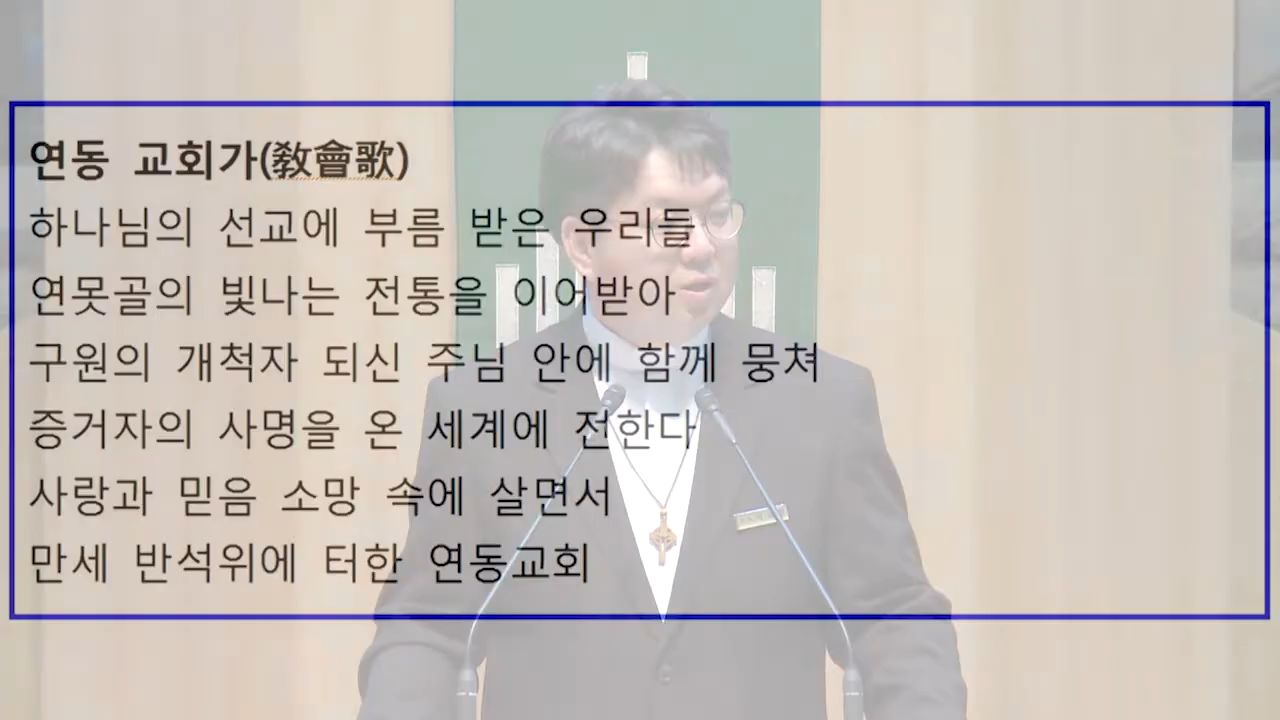 연동 교회가(敎會歌)
하나님의 선교에 부름 받은 우리들
연못골의 빛나는 전통을 이어받아
구원의 개척자 되신 주님 안에 함께 뭉쳐
증거자의 사명을 온 세계에 전한다
사랑과 믿음 소망 속에 살면서
만세 반석위에 터한 연동교회